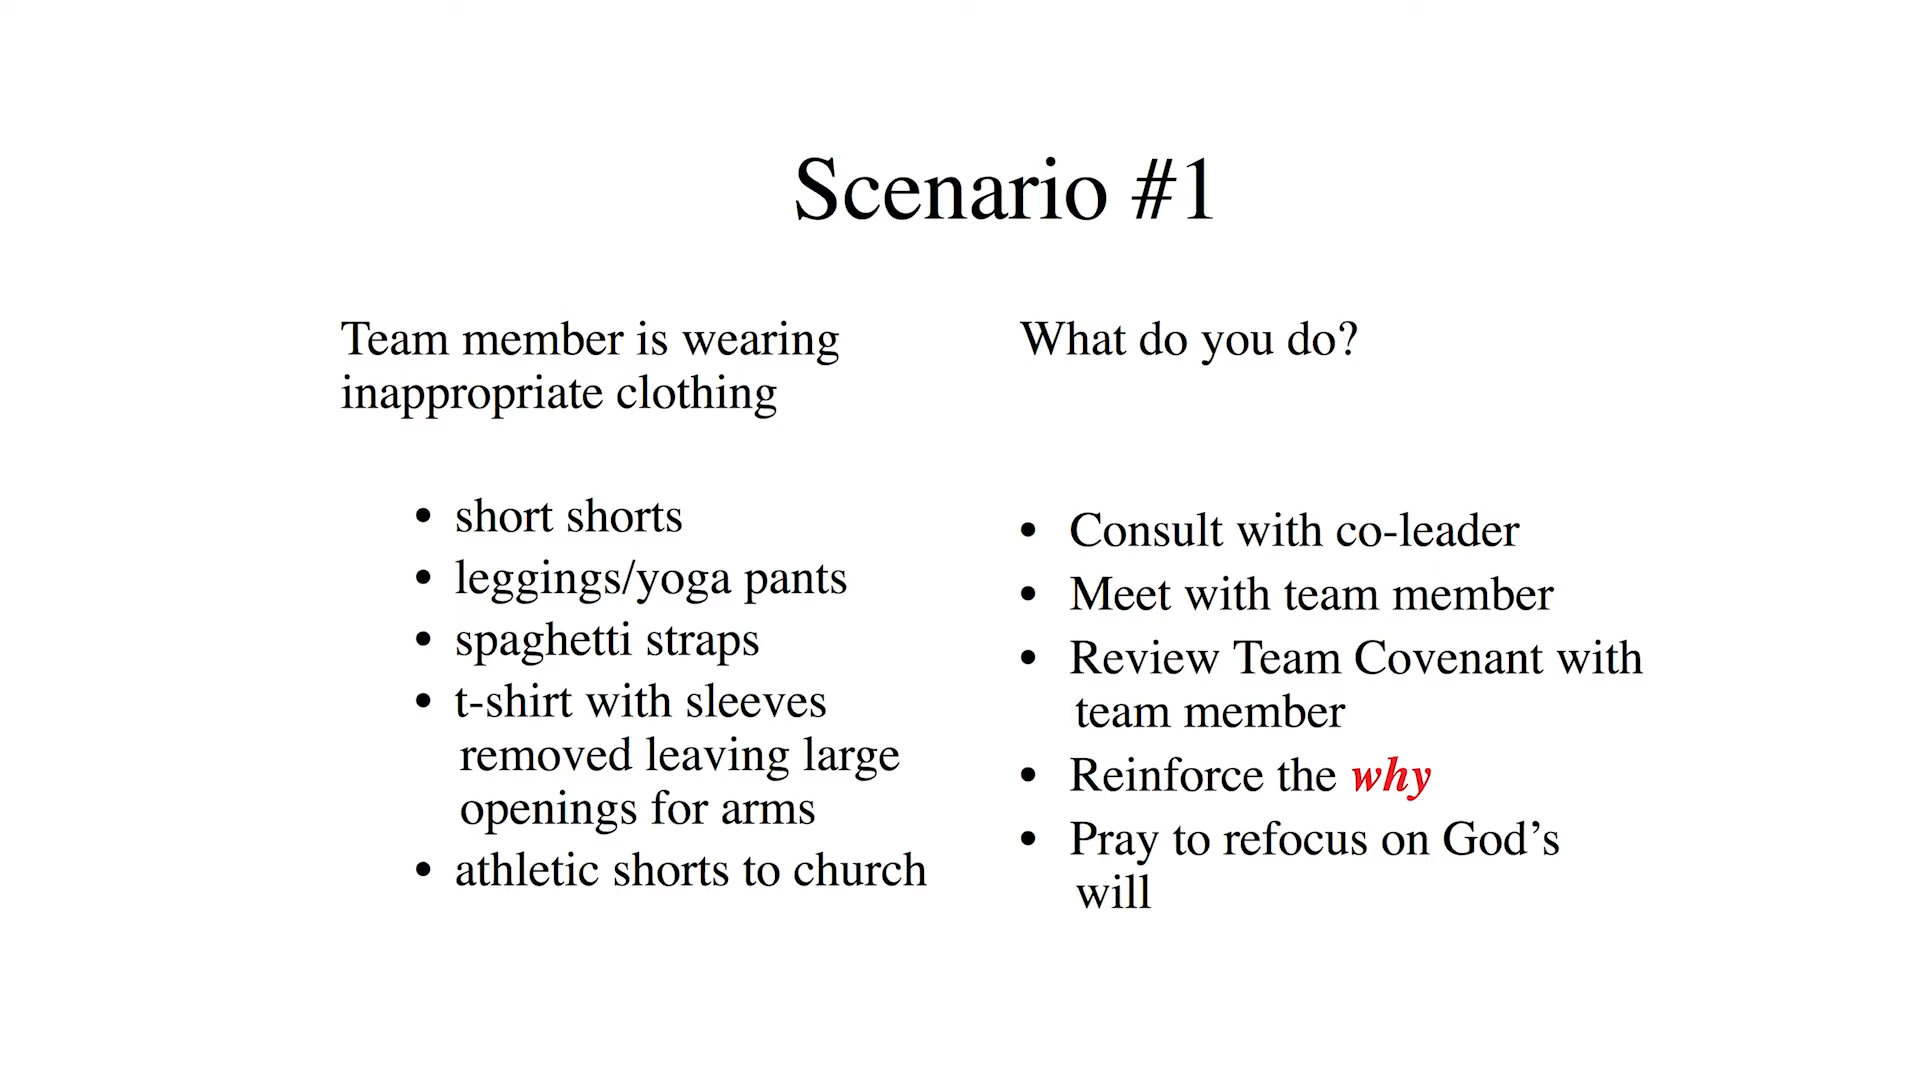 Scenario #1
Team member is wearing
inappropriate clothing
• short shorts
• leggings/yoga pants
• spaghetti straps
• t-shirt with sleeves
removed leaving large
openings for arms
• athletic shorts to church
What do you do?
• Consult with co-leader
• Meet with team member
• Review Team Covenant with
team member
• Reinforce the why
• Pray to refocus on God’s
will